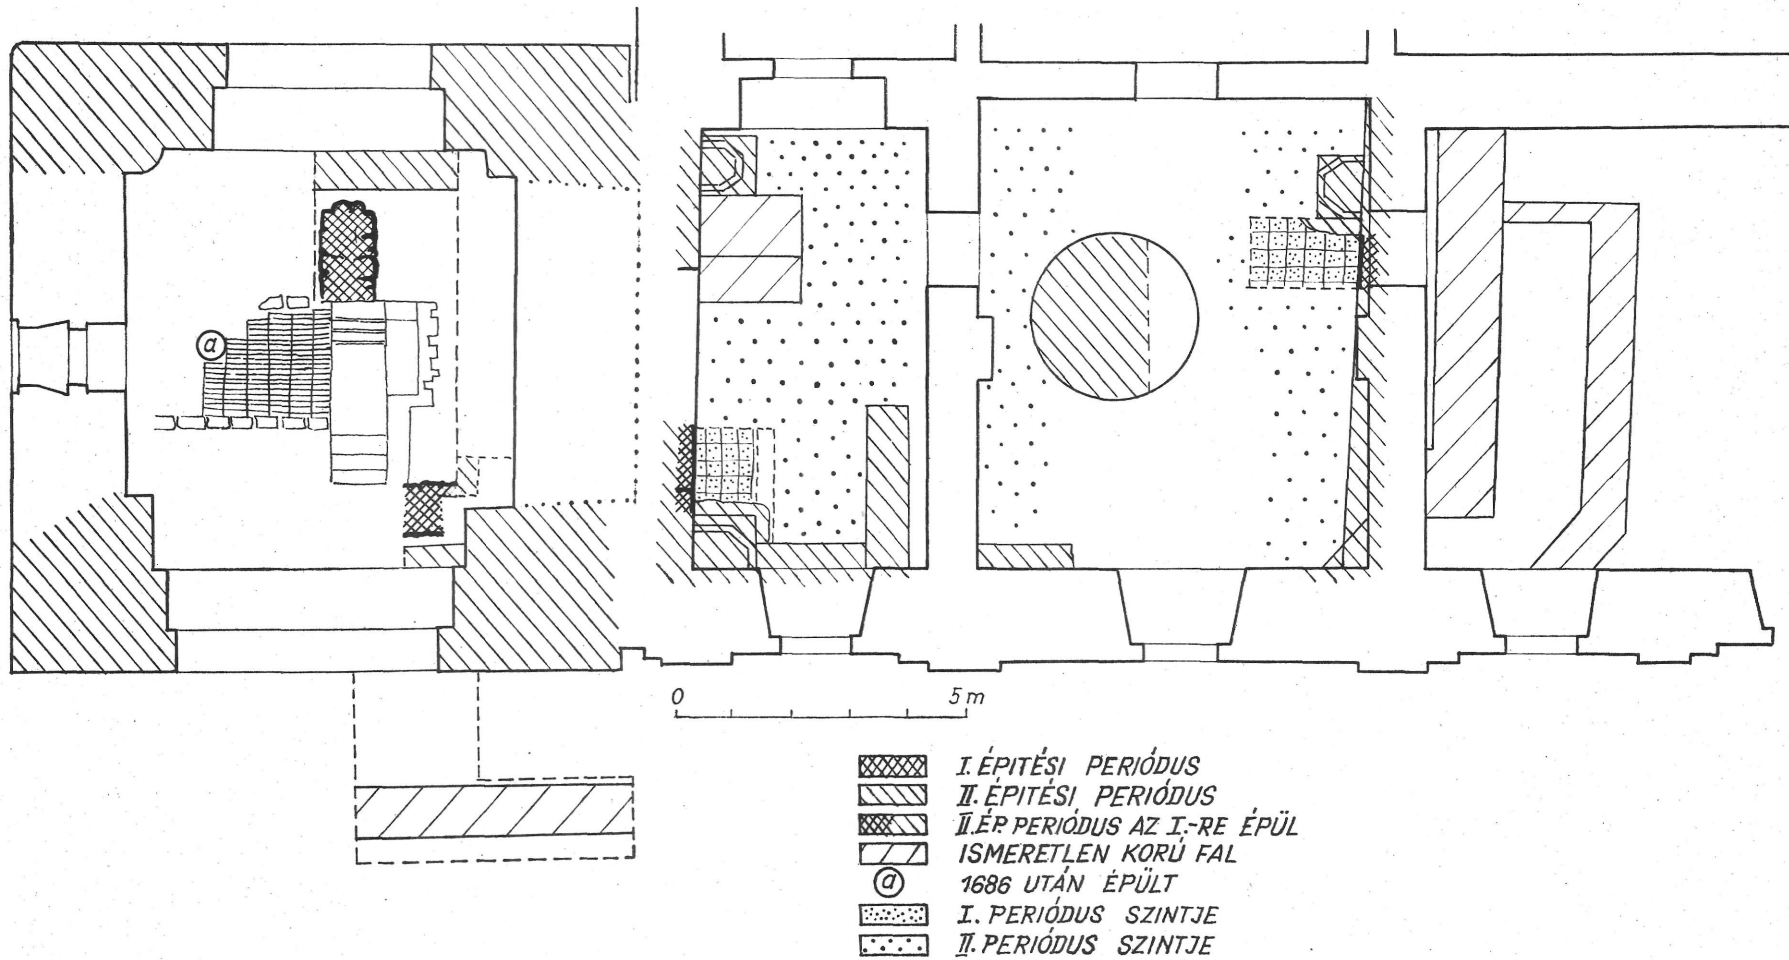 a
0 5 m
I. ÉPITÉSI PERIÓDUS
II. ÉPITÉSI PERIÓDUS
II. ÉP. PERIÓDUS AZ I.-RE ÉPÜL
ISMERETLEN KORÚ FAL
a 1686 UTÁN ÉPÜLT
I. PERIÓDUS SZINTJE
II. PERIÓDUS SZINTJE